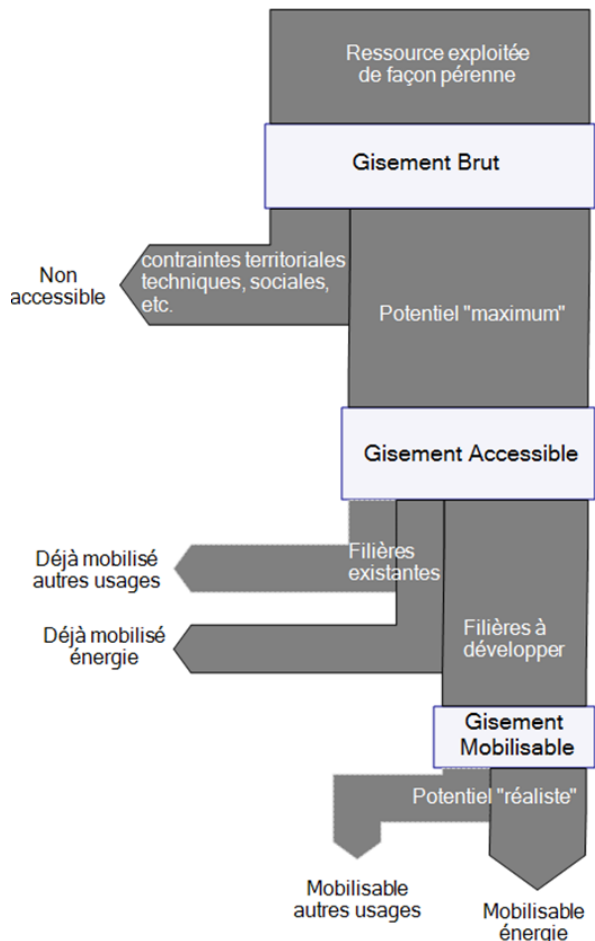 Ressource exploitée
de façon pérenne
Gisement Brut
contraintes territoriales
techniques, sociales,
etc.
Non
accessible
Potentiel "maximum"
Gisement Accessible
Filières
existantes
Déjà mobilisé
autres usages
Déjà mobilisé
énergie
Filières à
développer
Gisement
Mobilisable
Potentiel "réaliste"
Mobilisable
autres usages
Mobilisable
énergie